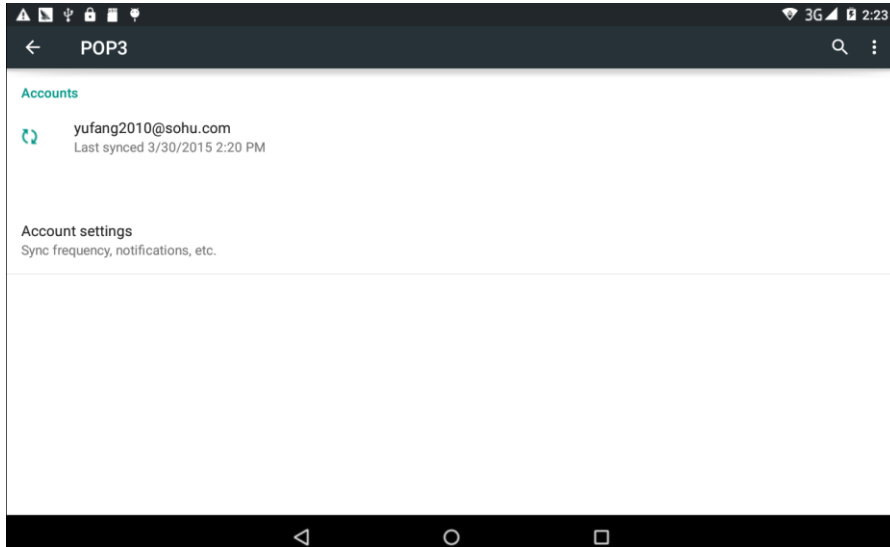 3G 2:23
POP3
Accounts
yufang2010@sohu.com
Last synced 3/30/2015 2:20 PM
Account settings
Sync frequency, notifications, etc.